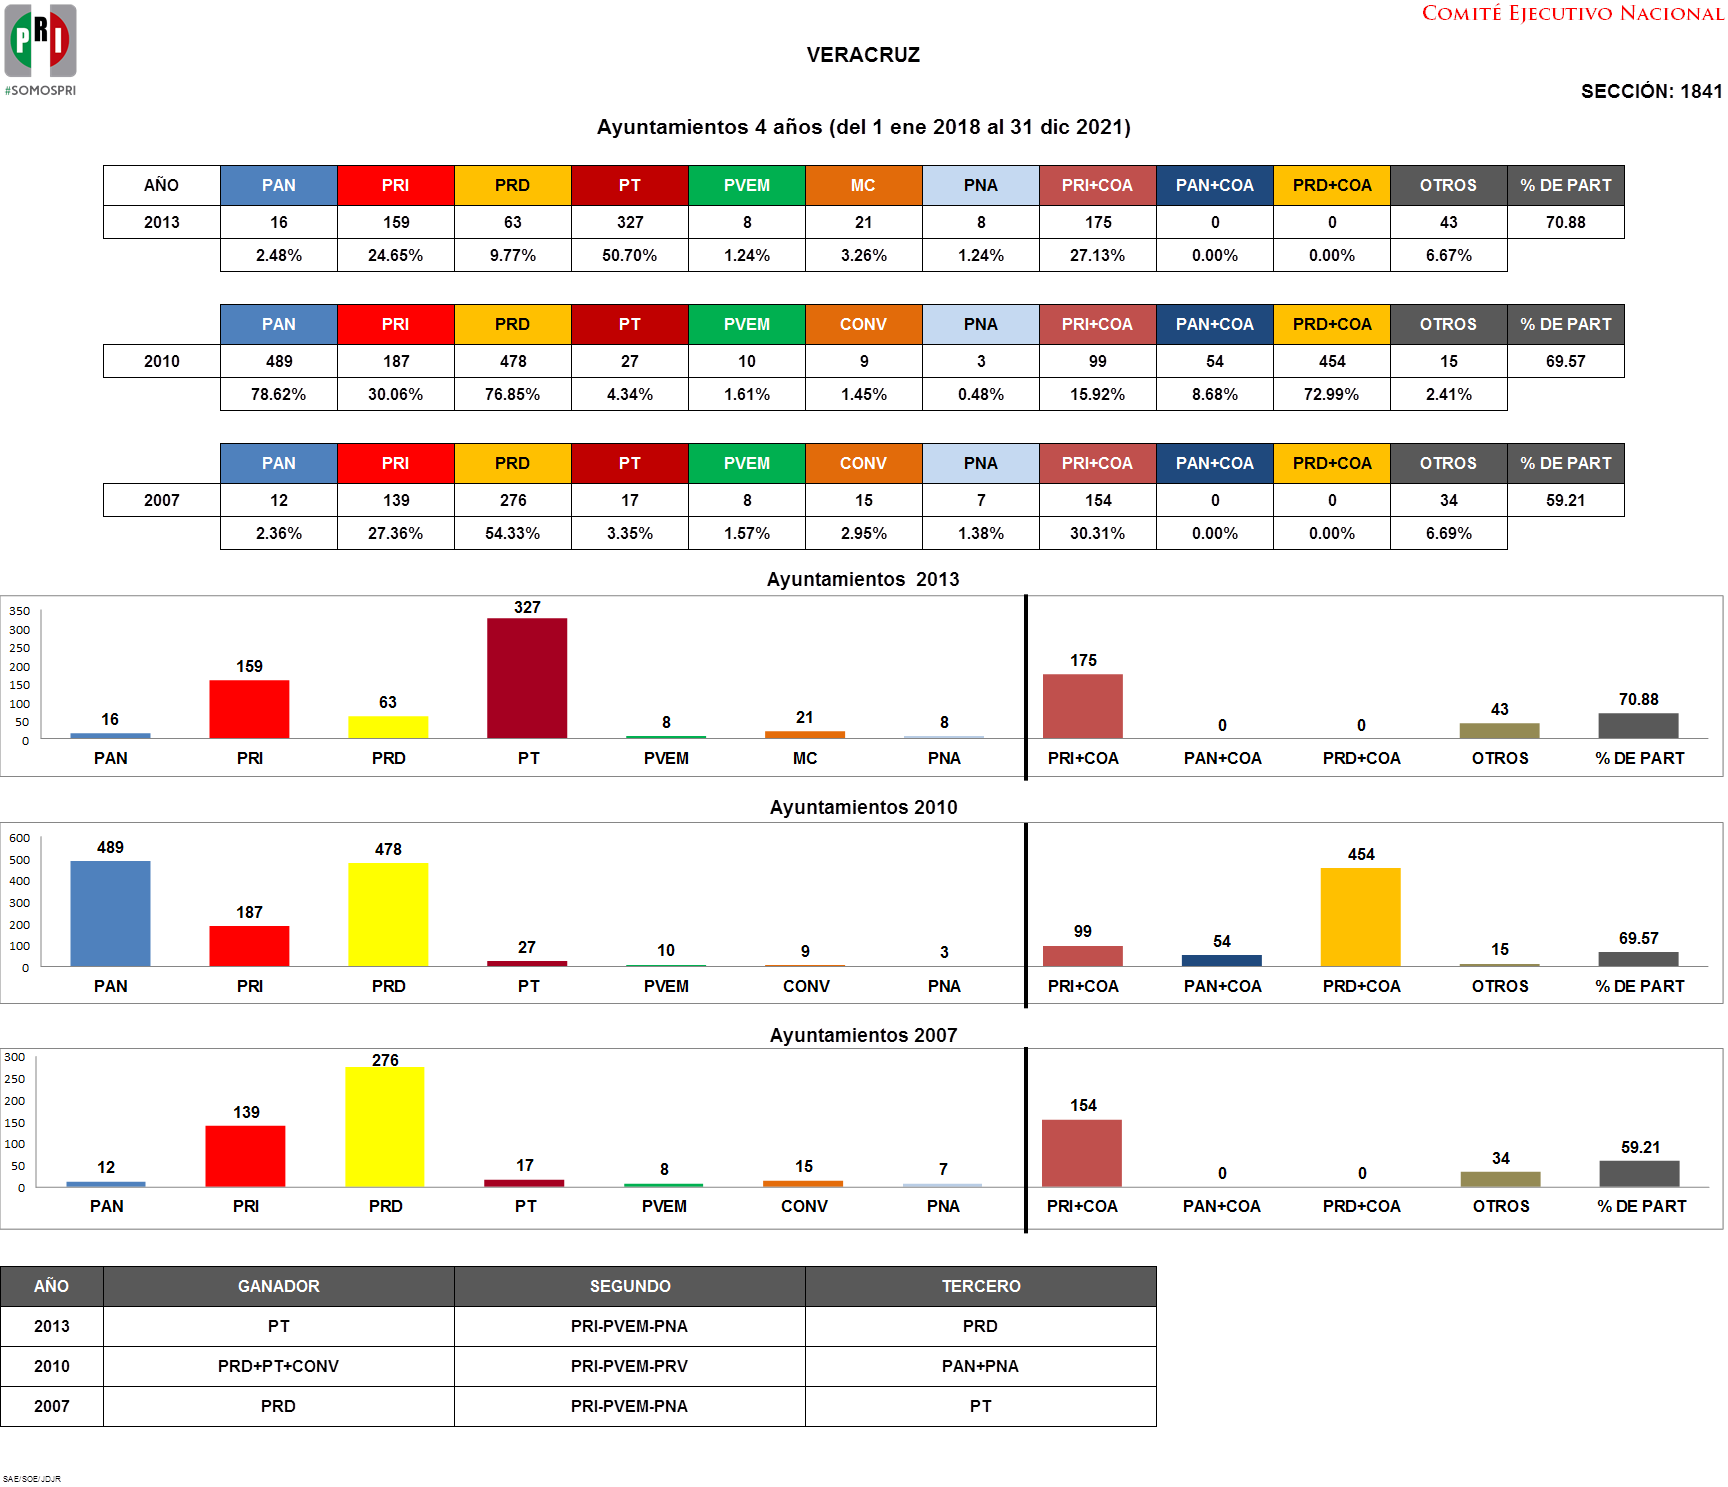 PRI
#SOMOSPRI
COMITÉ EJECUTIVO NACIONAL
VERACRUZ
SECCIÓN: 1841
Ayuntamientos 4 años (del 1 ene 2018 al 31 dic 2021)
AÑO PAN PRI PRD PT PVEM MC PNA PRI+COA PAN+COA PRD+COA OTROS % DE PART
2013 16 159 63 327 8 21 8 175 0 0 43 70.88
2.48% 24.65% 9.77% 50.70% 1.24% 3.26% 1.24% 27.13% 0.00% 0.00% 6.67%
PAN PRI PRD PT PVEM CONV PNA PRI+COA PAN+COA PRD+COA OTROS % DE PART
2010 489 187 478 27 10 9 3 99 54 454 15 69.57
78.62% 30.06% 76.85% 4.34% 1.61% 1.45% 0.48% 15.92% 8.68% 72.99% 2.41%
PAN PRI PRD PT PVEM CONV PNA PRI+COA PAN+COA PRD+COA OTROS % DE PART
2007 12 139 276 17 8 15 7 154 0 0 34 59.21
2.36% 27.36% 54.33% 3.35% 1.57% 2.95% 1.38% 30.31% 0.00% 0.00% 6.69%
Ayuntamientos 2013
350
300
250
200
150
100
50
0
16 159 63 327 8 21 8 175 0 0 43 70.88
PAN PRI PRD PT PVEM MC PNA PRI+COA PAN+COA PRD+COA OTROS % DE PART
Ayuntamientos 2010
600
500
400
300
200
100
0
489 187 478 27 10 9 3 99 54 454 15 69.57
PAN PRI PRD PT PVEM CONV PNA PRI+COA PAN+COA PRD+COA OTROS % DE PART
Ayuntamientos 2007
300
250
200
150
100
50
0
12 139 276 17 8 15 7 154 0 0 34 59.21
PAN PRI PRD PT PVEM CONV PNA PRI+COA PAN+COA PRD+COA OTROS % DE PART
AÑO GANADOR SEGUNDO TERCERO
2013 PT PRI-PVEM-PNA PRD
2010 PRD+PT+CONV PRI-PVEM-PRV PAN+PNA
2007 PRD PRI-PVEM-PNA PT
SAE/SOE/JDJR